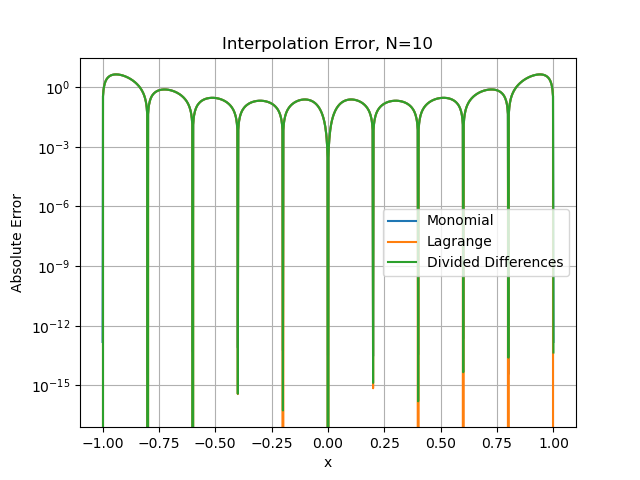 Interpolation Error, N=10
Absolute Error
10^0
10^−3
10^−6
10^−9
10^−12
10^−15
Monomial
Lagrange
Divided Differences
−1.00 −0.75 −0.50 −0.25 0.00 0.25 0.50 0.75 1.00
x